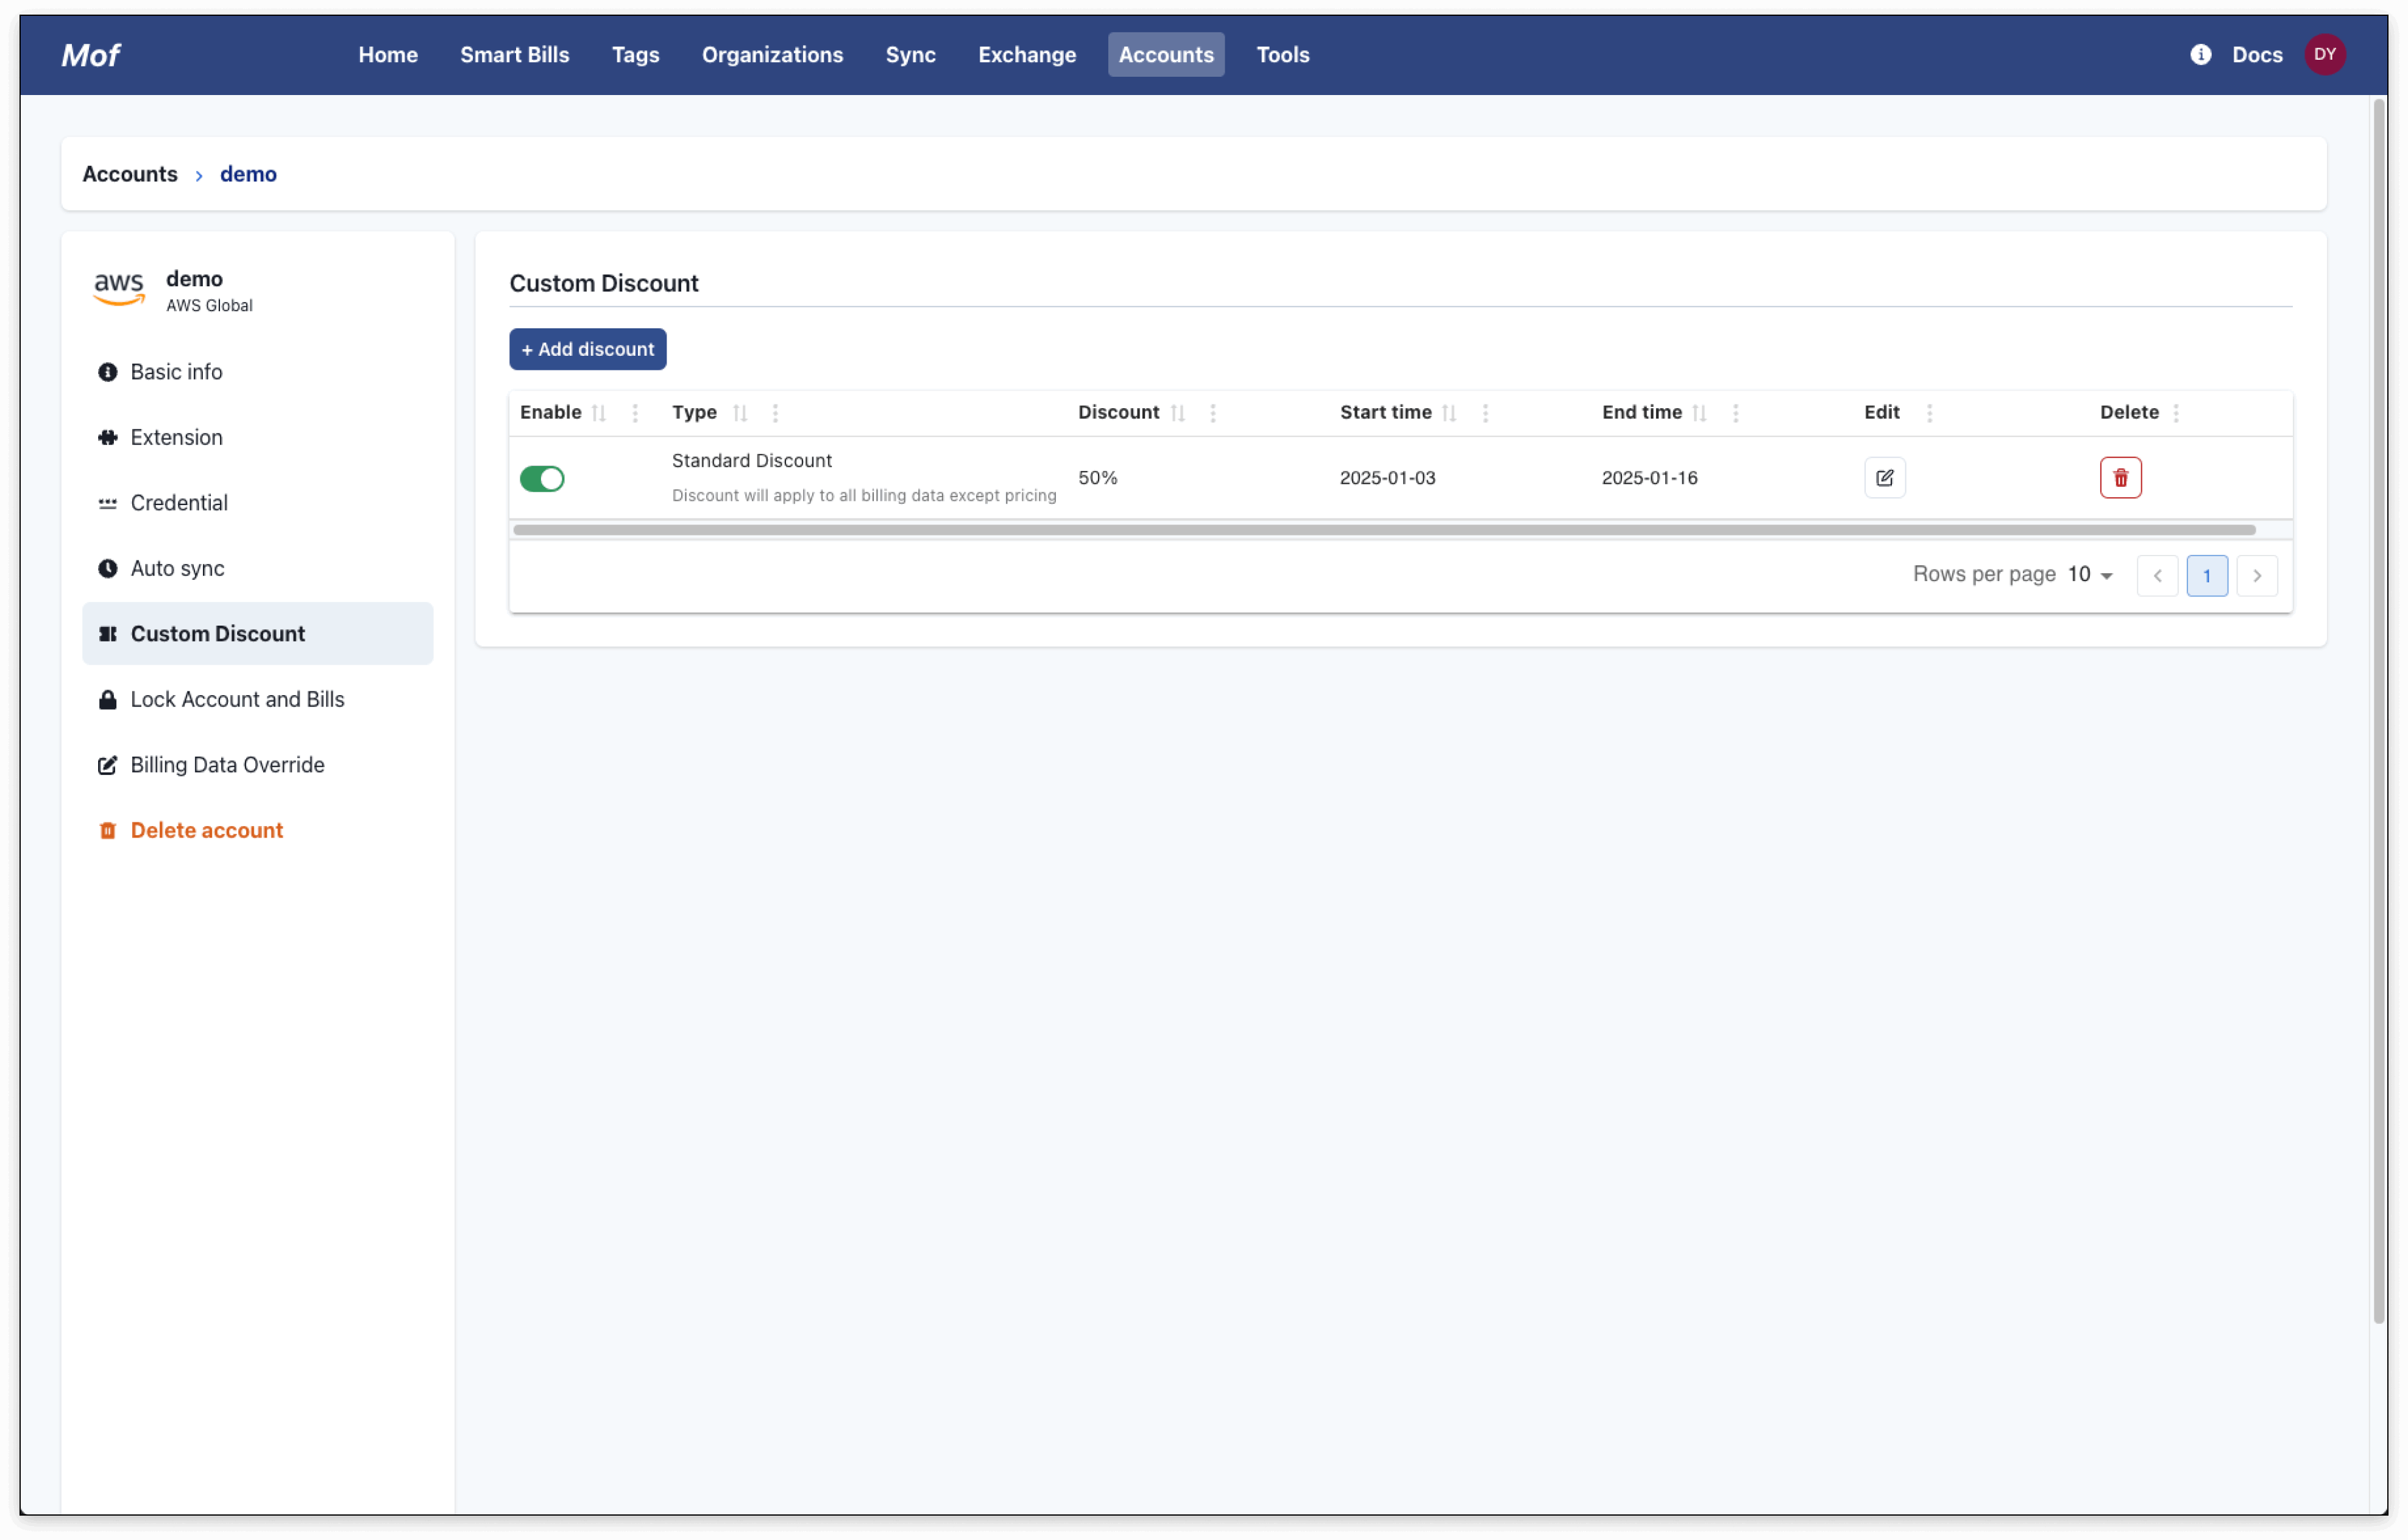 Mof Home Smart Bills Tags Organizations Sync Exchange Accounts Tools Docs DY
Accounts > demo
aws demo
AWS Global
Basic info
Extension
Credential
Auto sync
Custom Discount
Lock Account and Bills
Billing Data Override
Delete account
Custom Discount
+ Add discount
Enable Type Discount Start time End time Edit Delete
Standard Discount
Discount will apply to all billing data except pricing
50% 2025-01-03 2025-01-16
Rows per page 10 < 1 >